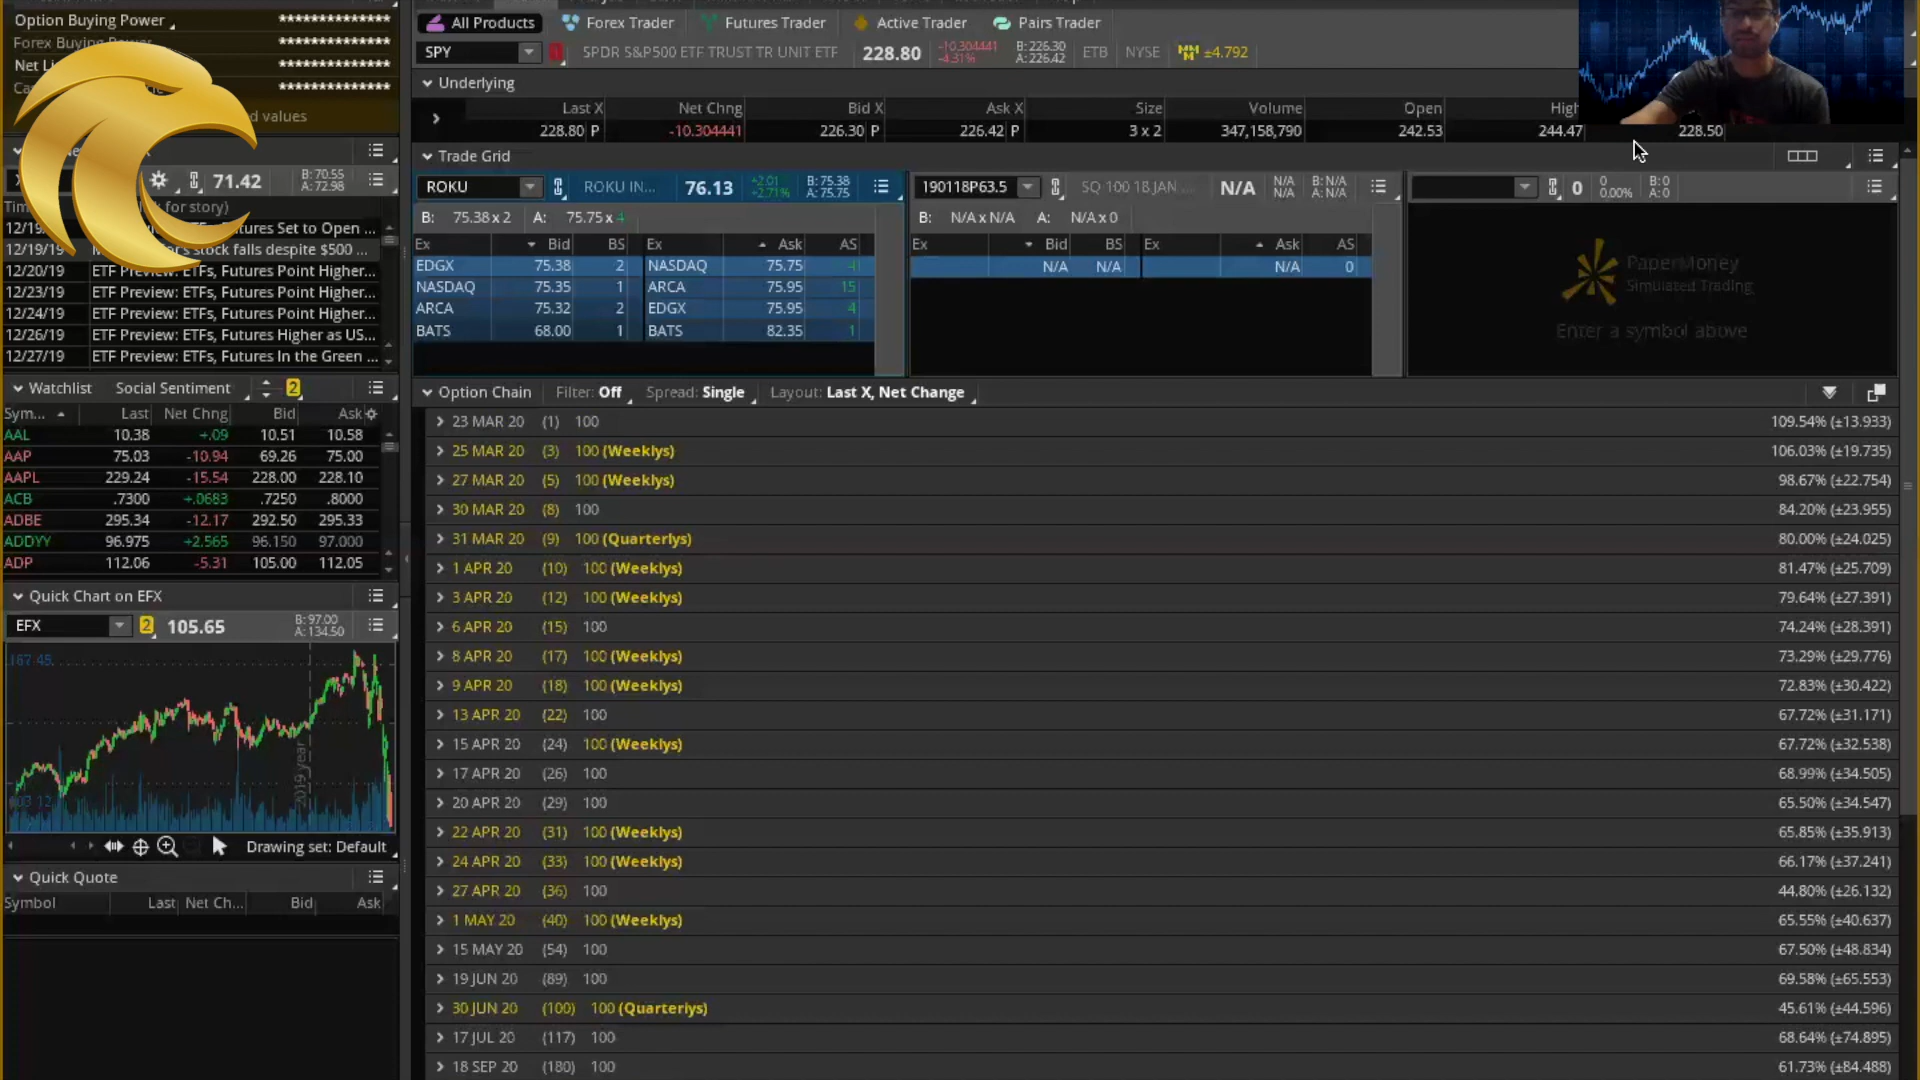 Option Buying Power ***************
Forex Buying Power ***************
Net Li ***************
***************
d values
71.42 B: 70.55 A: 72.98
for story)
12/19 Futures Set to Open ...
12/19/19 stock falls despite $500 ...
12/20/19 ETF Preview: ETFs, Futures Point Higher...
12/23/19 ETF Preview: ETFs, Futures Point Higher...
12/24/19 ETF Preview: ETFs, Futures Point Higher...
12/26/19 ETF Preview: ETFs, Futures Higher as US...
12/27/19 ETF Preview: ETFs, Futures In the Green ...
Watchlist Social Sentiment 2
Sym... Last Net Chng Bid Ask
AAL 10.38 +.09 10.51 10.58
AAP 75.03 -10.94 69.26 75.00
AAPL 229.24 -15.54 228.00 228.10
ACB .7300 +.0683 .7250 .8000
ADBE 295.34 -12.17 292.50 295.33
ADDYY 96.975 +2.565 96.150 97.000
ADP 112.06 -5.31 105.00 112.05
Quick Chart on EFX
EFX 2 105.65 B: 97.00 A: 134.50
167.45
2019 year
Drawing set: Default
Quick Quote
Symbol Last Net Ch... Bid Ask
All Products Forex Trader Futures Trader Active Trader Pairs Trader
SPY SPDR S&P500 ETF TRUST TR UNIT ETF 228.80 -10.304441 -4.31% B: 226.30 A: 226.42 ETB NYSE ±4.792
Underlying
Last X Net Chng Bid X Ask X Size Volume Open High
228.80 P -10.304441 226.30 P 226.42 P 3 x 2 347,158,790 242.53 244.47 228.50
Trade Grid
ROKU ROKU IN... 76.13 +2.01 +2.71% B: 75.38 A: 75.75
B: 75.38 x 2 A: 75.75 x 4
Ex Bid BS Ex Ask AS
EDGX 75.38 2 NASDAQ 75.75
NASDAQ 75.35 1 ARCA 75.95 15
ARCA 75.32 2 EDGX 75.95 4
BATS 68.00 1 BATS 82.35 1
190118P63.5 SQ 100 18 JAN ... N/A N/A N/A B: N/A A: N/A
B: N/A x N/A A: N/A x 0
Ex Bid BS Ex Ask AS
N/A N/A N/A 0
0 0 0.00% B: 0 A: 0
PaperMoney
Simulated Trading
Enter a symbol above
Option Chain Filter: Off Spread: Single Layout: Last X, Net Change
23 MAR 20 (1) 100 109.54% (±13.933)
25 MAR 20 (3) 100 (Weeklys) 106.03% (±19.735)
27 MAR 20 (5) 100 (Weeklys) 98.67% (±22.754)
30 MAR 20 (8) 100 84.20% (±23.955)
31 MAR 20 (9) 100 (Quarterlys) 80.00% (±24.025)
1 APR 20 (10) 100 (Weeklys) 81.47% (±25.709)
3 APR 20 (12) 100 (Weeklys) 79.64% (±27.391)
6 APR 20 (15) 100 74.24% (±28.391)
8 APR 20 (17) 100 (Weeklys) 73.29% (±29.776)
9 APR 20 (18) 100 (Weeklys) 72.83% (±30.422)
13 APR 20 (22) 100 67.72% (±31.171)
15 APR 20 (24) 100 (Weeklys) 67.72% (±32.538)
17 APR 20 (26) 100 68.99% (±34.505)
20 APR 20 (29) 100 65.50% (±34.547)
22 APR 20 (31) 100 (Weeklys) 65.85% (±35.913)
24 APR 20 (33) 100 (Weeklys) 66.17% (±37.241)
27 APR 20 (36) 100 44.80% (±26.132)
1 MAY 20 (40) 100 (Weeklys) 65.55% (±40.637)
15 MAY 20 (54) 100 67.50% (±48.834)
19 JUN 20 (89) 100 69.58% (±65.553)
30 JUN 20 (100) 100 (Quarterlys) 45.61% (±44.596)
17 JUL 20 (117) 100 68.64% (±74.895)
18 SEP 20 (180) 100 61.73% (±84.488)